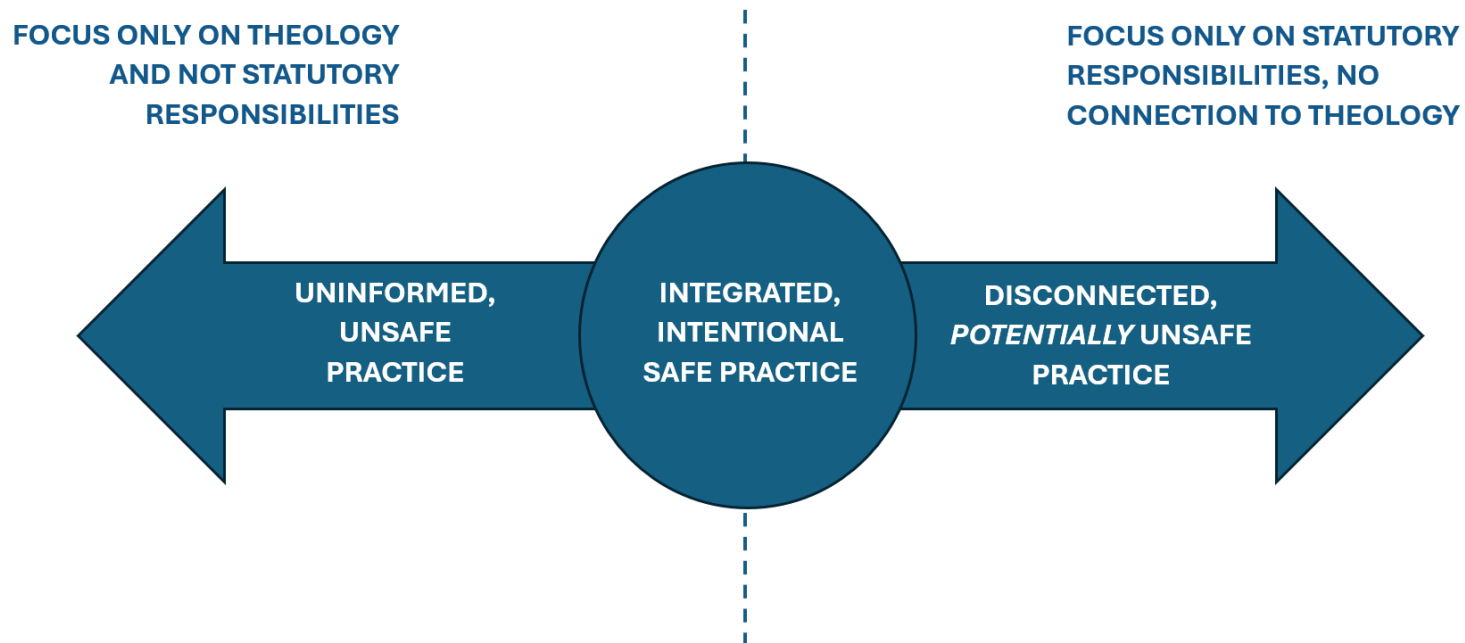 FOCUS ONLY ON THEOLOGY
AND NOT STATUTORY
RESPONSIBILITIES
FOCUS ONLY ON STATUTORY
RESPONSIBILITIES, NO
CONNECTION TO THEOLOGY
UNINFORMED,
UNSAFE
PRACTICE
INTEGRATED,
INTENTIONAL
SAFE PRACTICE
DISCONNECTED,
POTENTIALLY UNSAFE
PRACTICE